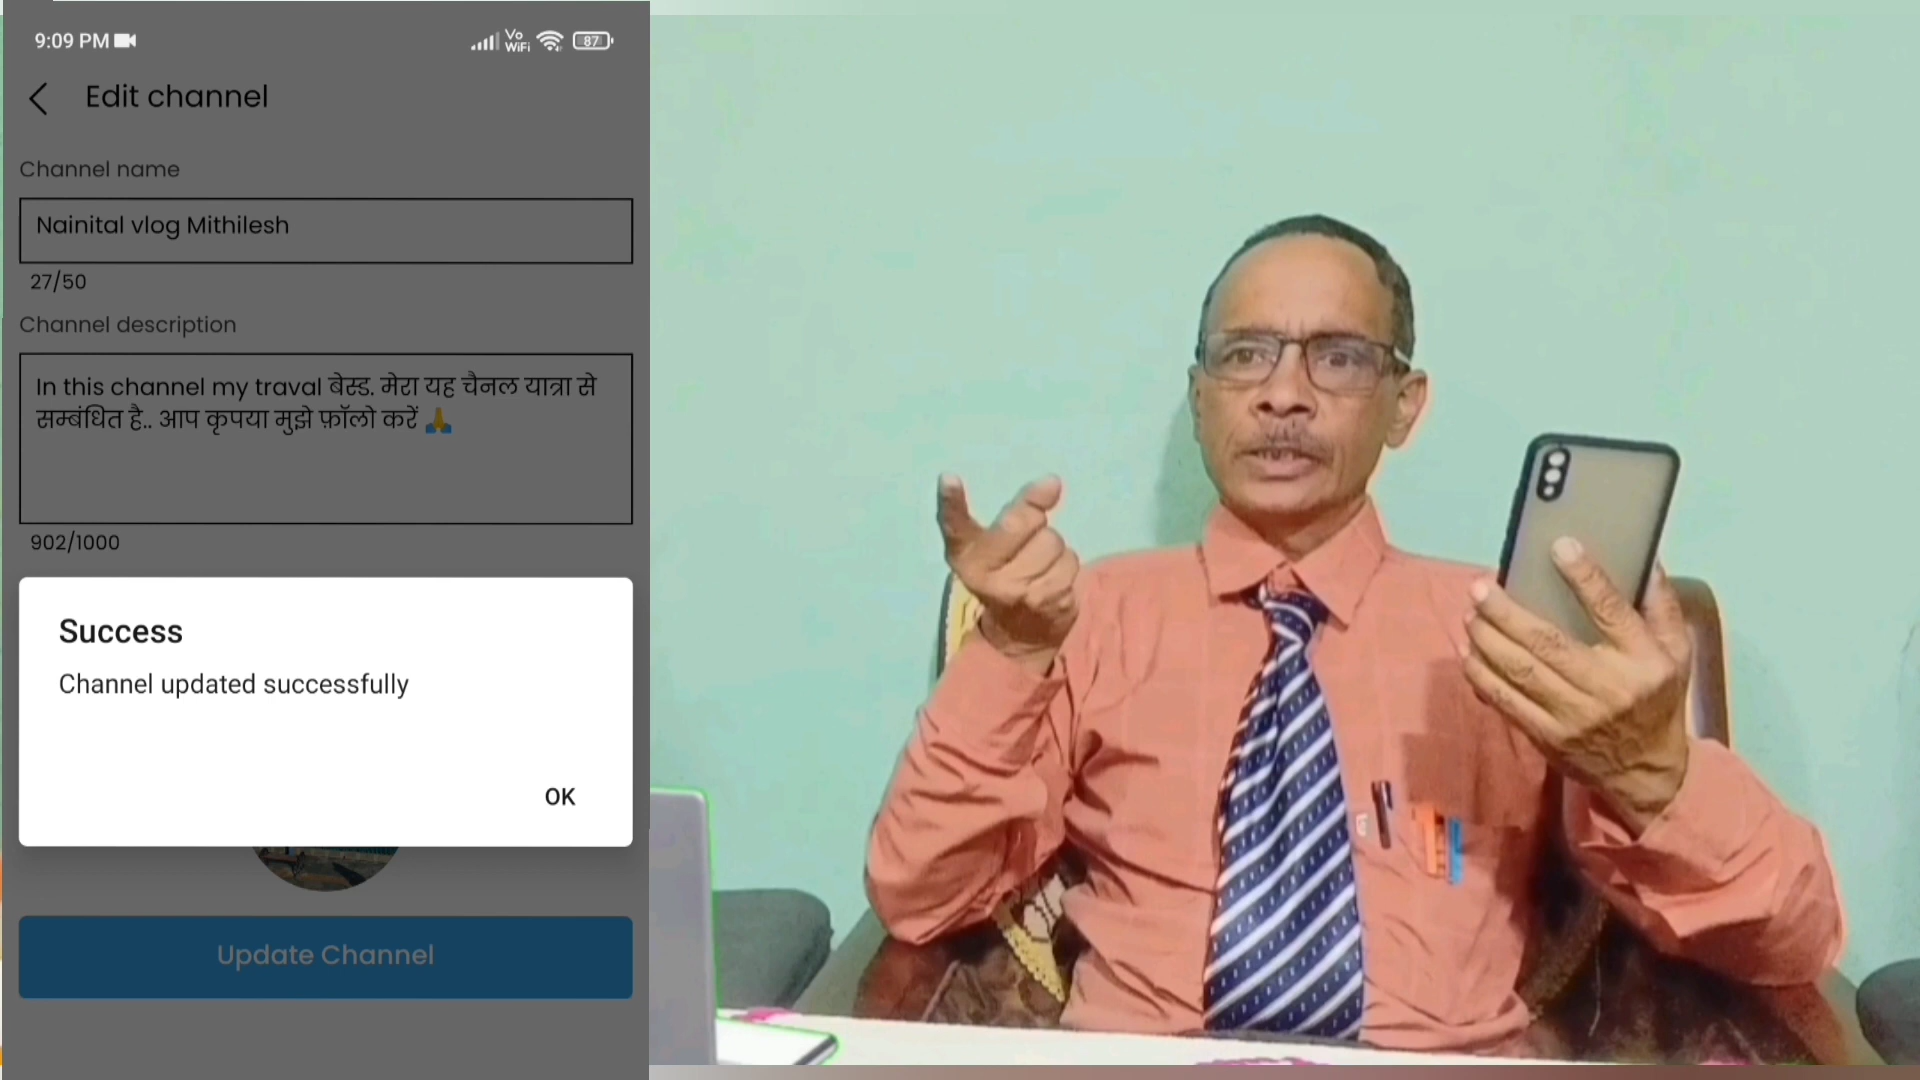 9:09 PM
Vo
WiFi
87
Edit channel
Channel name
Nainital vlog Mithilesh
27/50
Channel description
In this channel my traval बेस्ड. मेरा यह चैनल यात्रा से
सम्बंधित है.. आप कृपया मुझे फ़ॉलो करें 🙏
902/1000
Success
Channel updated successfully
OK
Update Channel